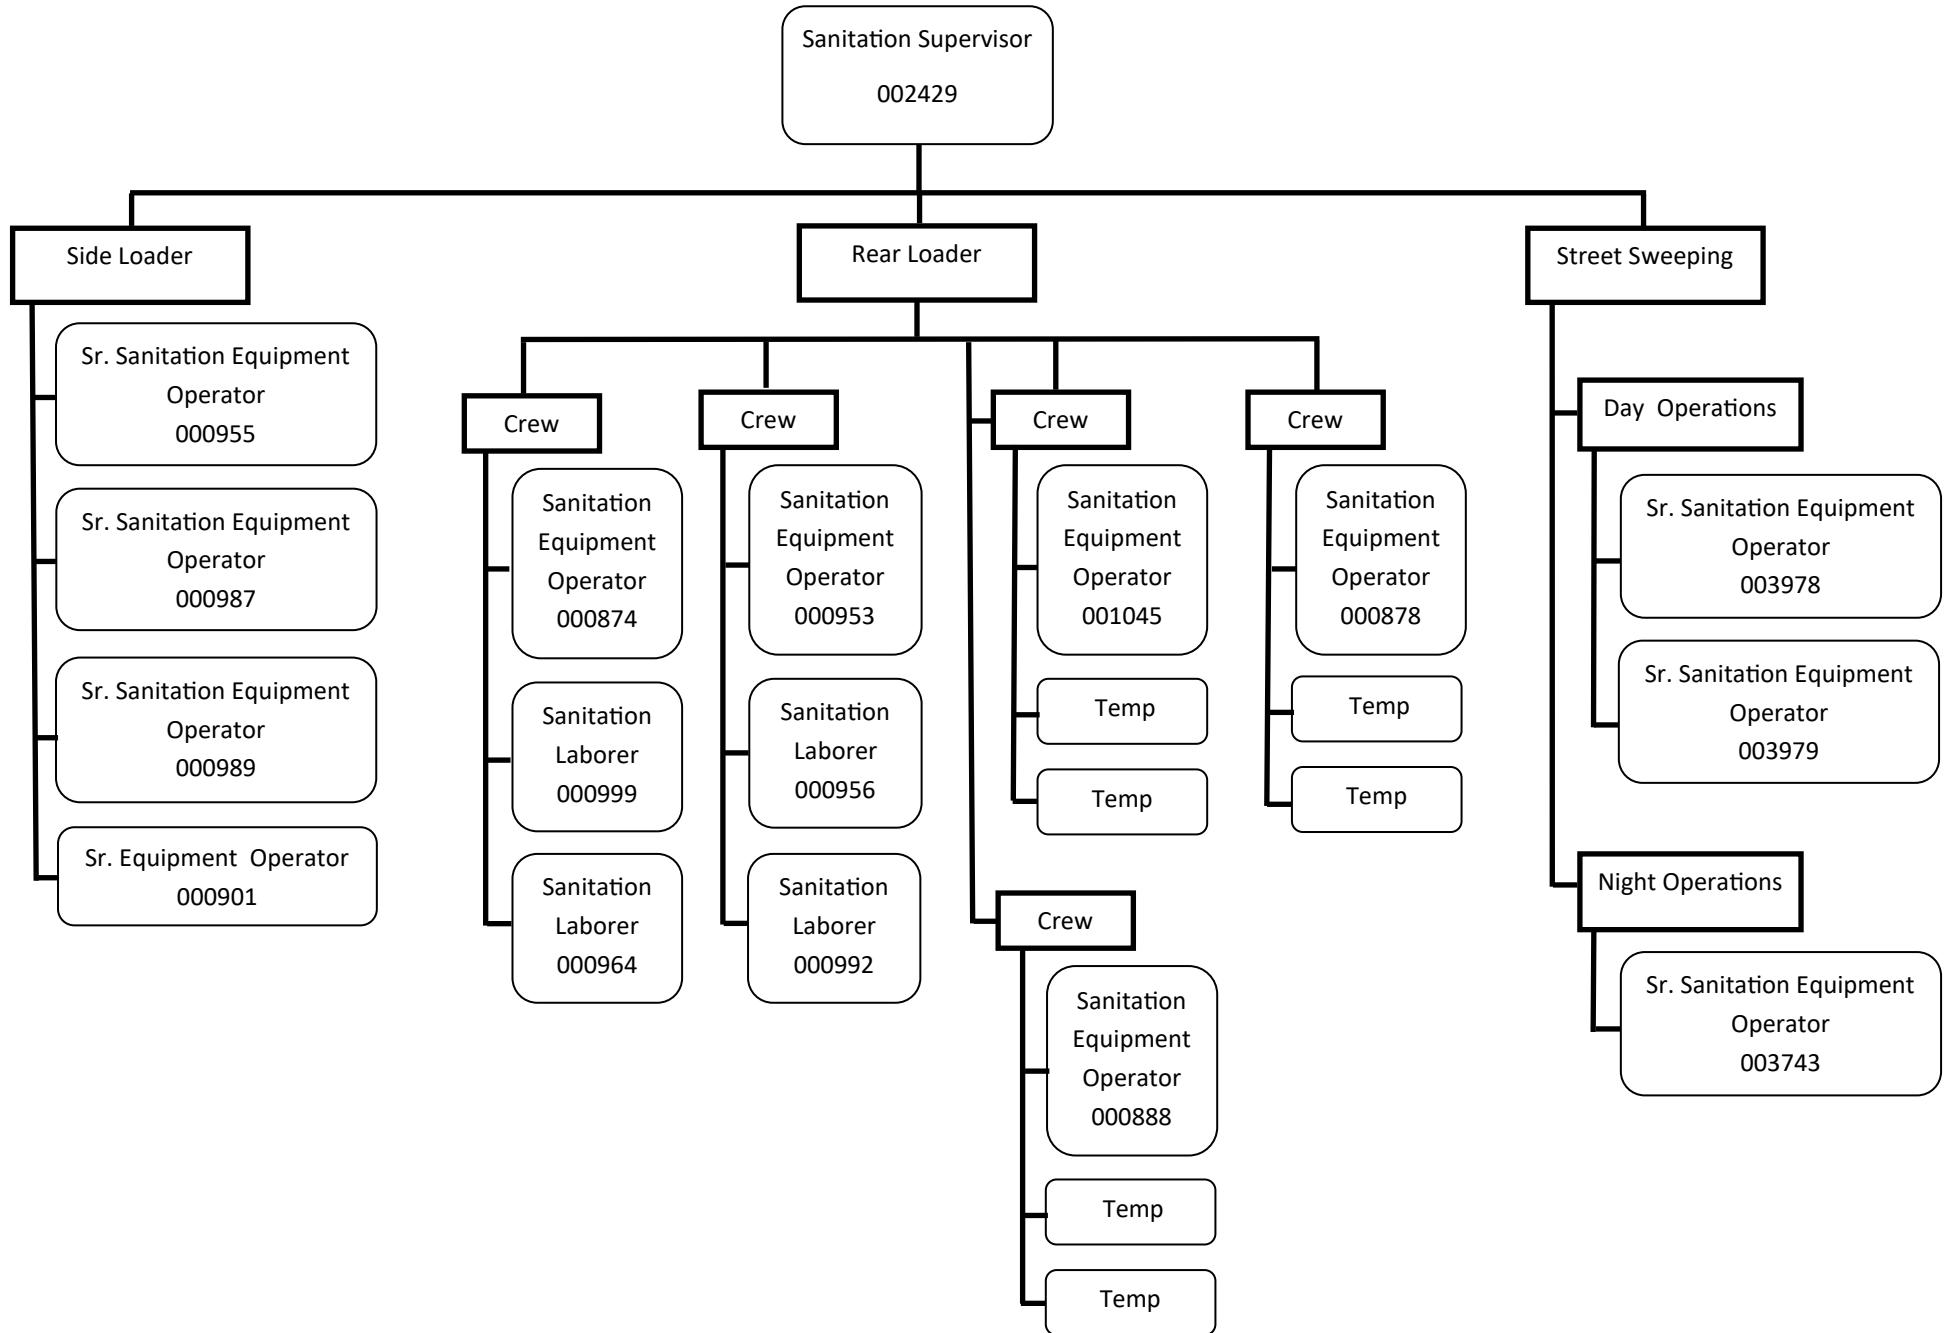 Sanitation Supervisor
002429
Side Loader
Sr. Sanitation Equipment
Operator
000955
Sr. Sanitation Equipment
Operator
000987
Sr. Sanitation Equipment
Operator
000989
Sr. Equipment  Operator
000901
Rear Loader
Crew
Sanitation
Equipment
Operator
000874
Sanitation
Laborer
000999
Sanitation
Laborer
000964
Crew
Sanitation
Equipment
Operator
000953
Sanitation
Laborer
000956
Sanitation
Laborer
000992
Crew
Sanitation
Equipment
Operator
001045
Temp
Temp
Crew
Sanitation
Equipment
Operator
000888
Temp
Temp
Crew
Sanitation
Equipment
Operator
000878
Temp
Temp
Street Sweeping
Day  Operations
Sr. Sanitation Equipment
Operator
003978
Sr. Sanitation Equipment
Operator
003979
Night Operations
Sr. Sanitation Equipment
Operator
003743